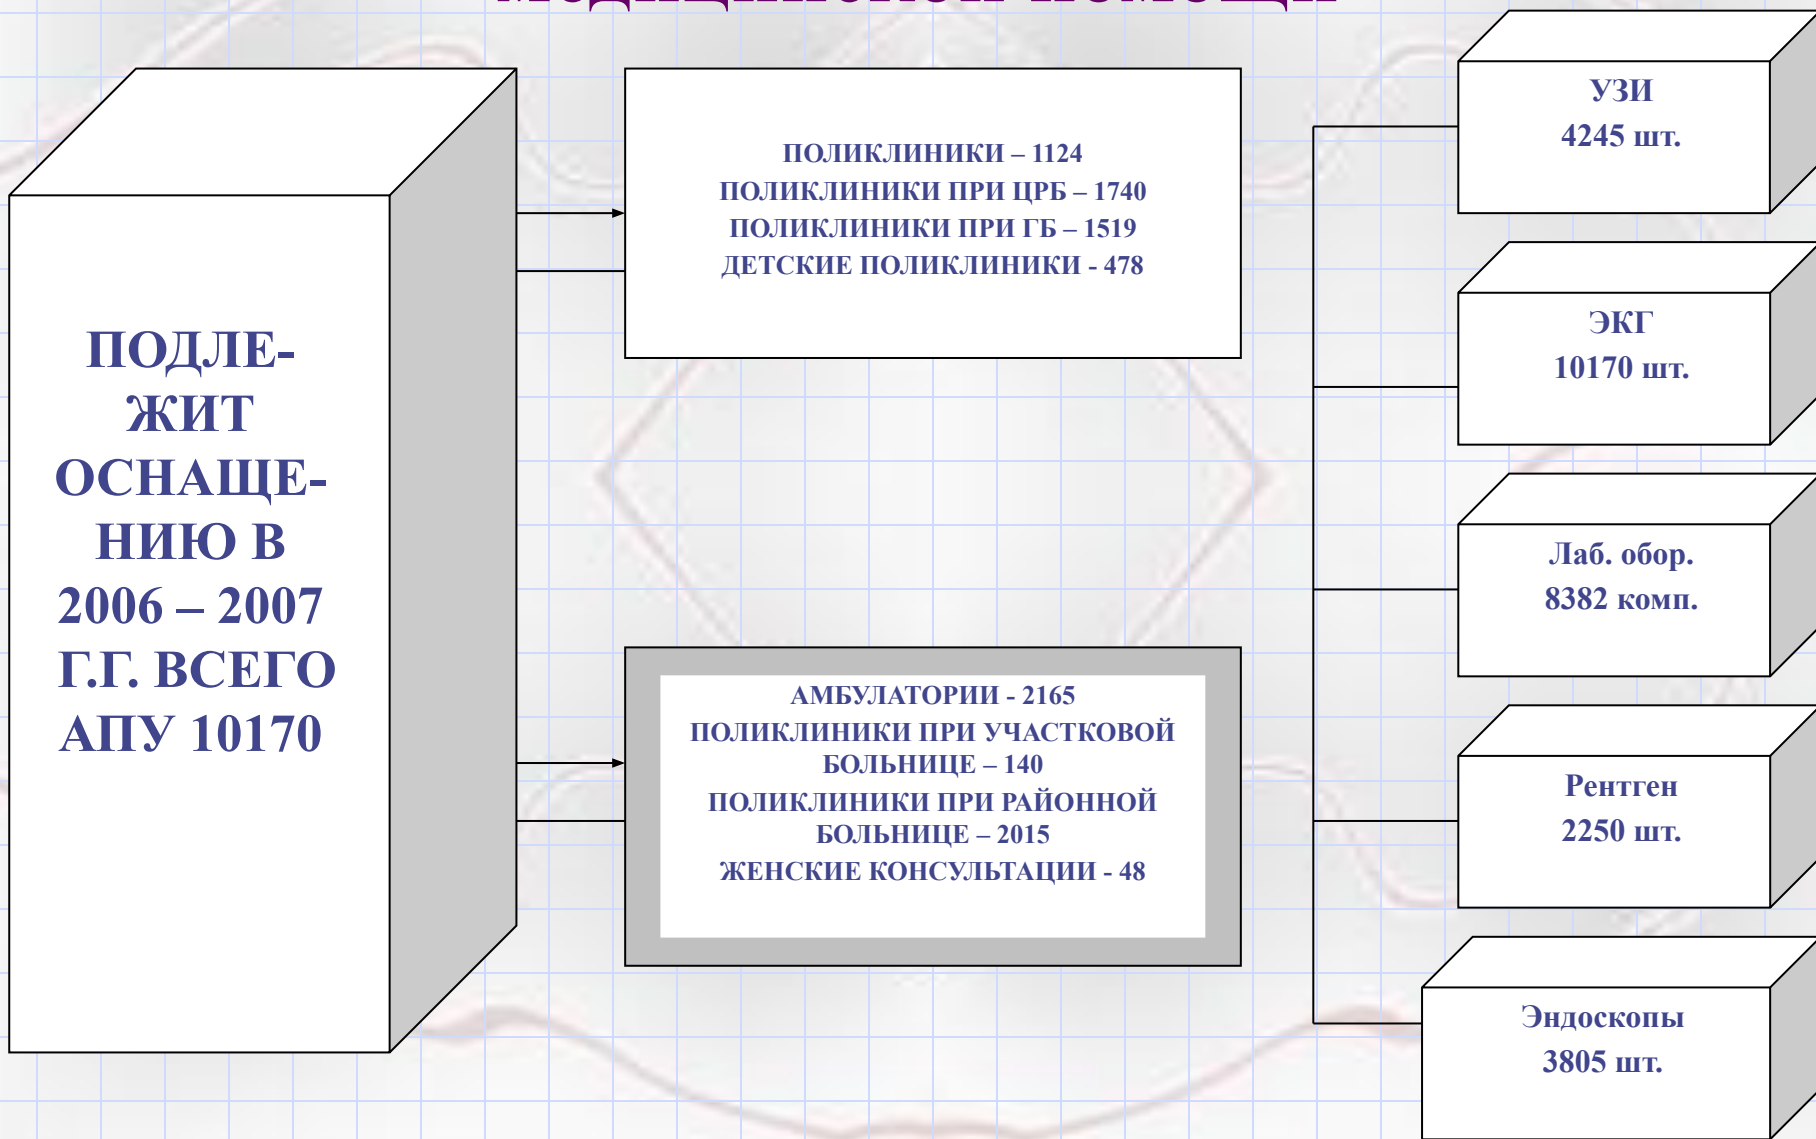 МЕДИЦИНСКОЙ ПОМОЩИ
ПОДЛЕ-
ЖИТ
ОСНАЩЕ-
НИЮ В
2006 – 2007
Г.Г. ВСЕГО
АПУ 10170
ПОЛИКЛИНИКИ – 1124
ПОЛИКЛИНИКИ ПРИ ЦРБ – 1740
ПОЛИКЛИНИКИ ПРИ ГБ – 1519
ДЕТСКИЕ ПОЛИКЛИНИКИ - 478
АМБУЛАТОРИИ - 2165
ПОЛИКЛИНИКИ ПРИ УЧАСТКОВОЙ
БОЛЬНИЦЕ – 140
ПОЛИКЛИНИКИ ПРИ РАЙОННОЙ
БОЛЬНИЦЕ – 2015
ЖЕНСКИЕ КОНСУЛЬТАЦИИ - 48
УЗИ
4245 шт.
ЭКГ
10170 шт.
Лаб. обор.
8382 комп.
Рентген
2250 шт.
Эндоскопы
3805 шт.